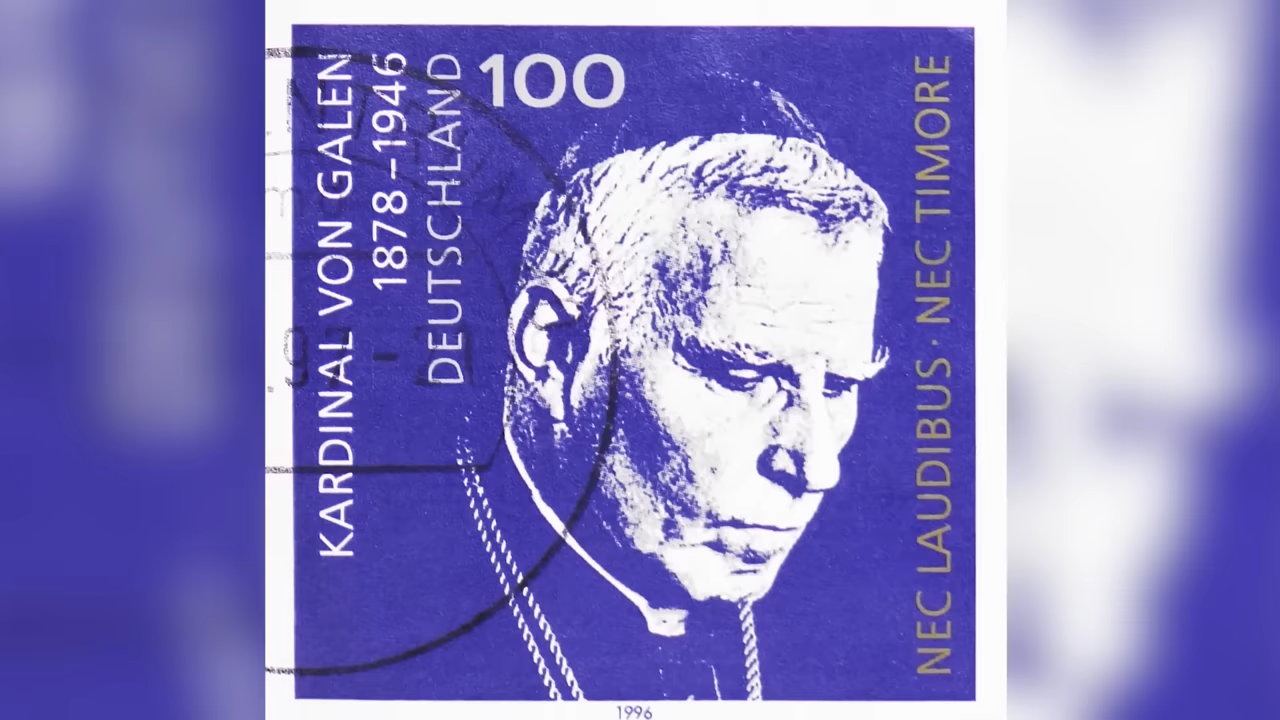 KARDINAL VON GALEN
1878–1946
DEUTSCHLAND
100
NEC LAUDIBUS · NEC TIMORE
1996